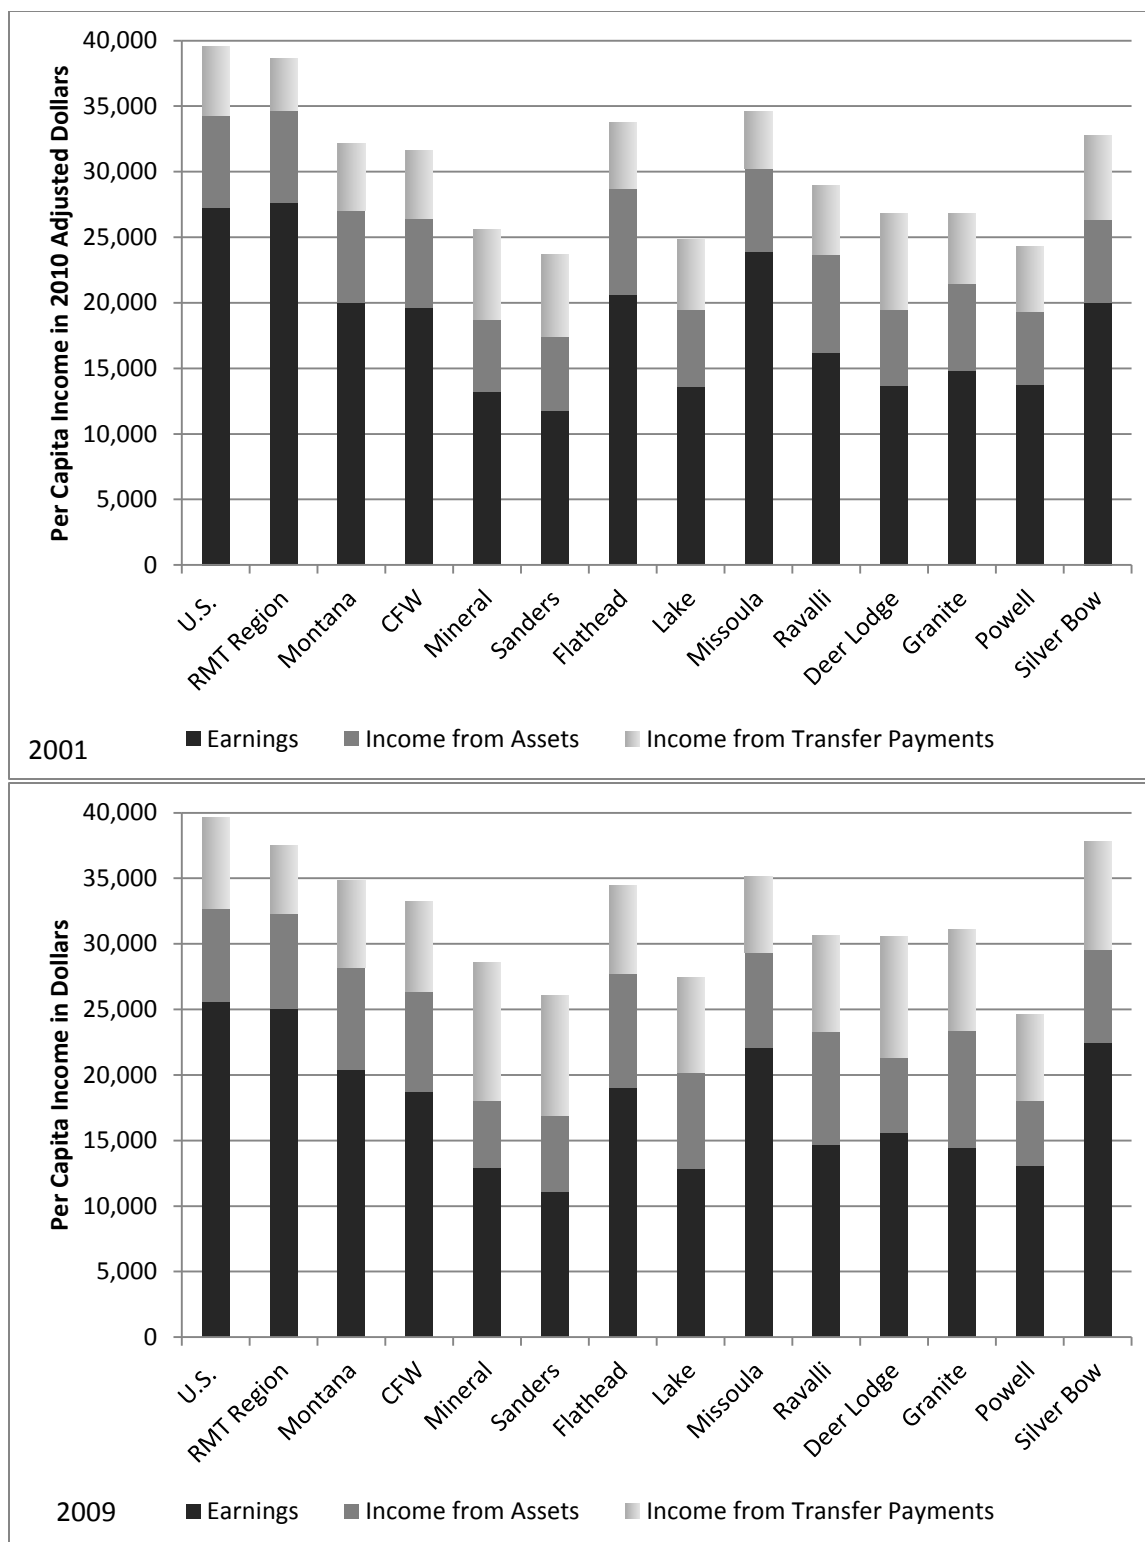 40,000
35,000
30,000
25,000
20,000
15,000
10,000
5,000
0
Per Capita Income in 2010 Adjusted Dollars
U.S.
RMT Region
Montana
CFW
Mineral
Sanders
Flathead
Lake
Missoula
Ravalli
Deer Lodge
Granite
Powell
Silver Bow
Earnings Income from Assets Income from Transfer Payments
2001
40,000
35,000
30,000
25,000
20,000
15,000
10,000
5,000
0
Per Capita Income in Dollars
U.S.
RMT Region
Montana
CFW
Mineral
Sanders
Flathead
Lake
Missoula
Ravalli
Deer Lodge
Granite
Powell
Silver Bow
2009 Earnings Income from Assets Income from Transfer Payments